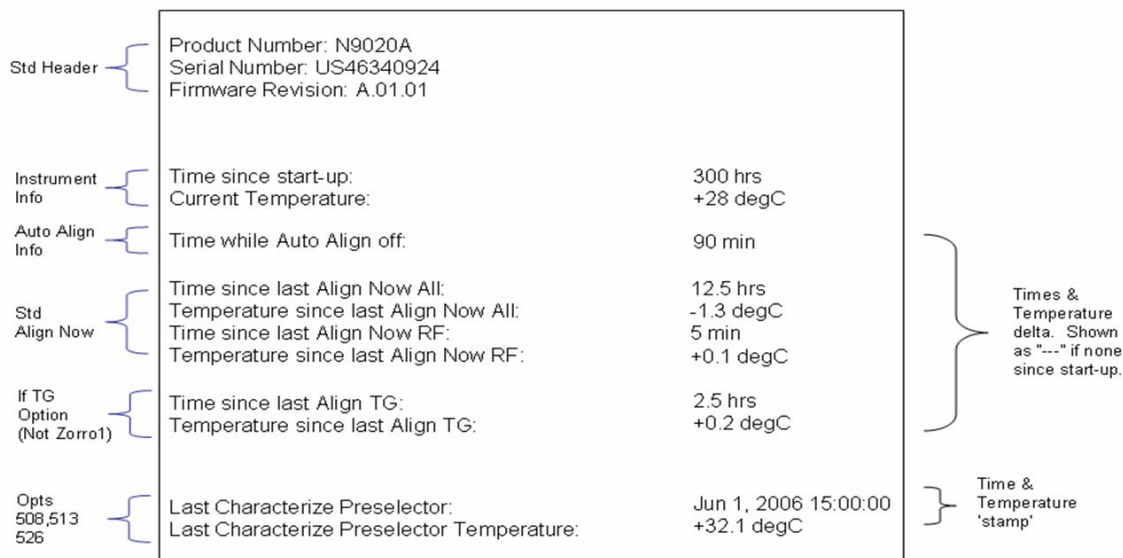 Std Header
Product Number: N9020A
Serial Number: US46340924
Firmware Revision: A.01.01
Instrument
Info
Time since start-up: 300 hrs
Current Temperature: +28 degC
Auto Align
Info
Time while Auto Align off: 90 min
Std
Align Now
Time since last Align Now All: 12.5 hrs
Temperature since last Align Now All: -1.3 degC
Time since last Align Now RF: 5 min
Temperature since last Align Now RF: +0.1 degC
Times &
Temperature
delta. Shown
as "---" if none
since start-up.
If TG
Option
(Not Zorro1)
Time since last Align TG: 2.5 hrs
Temperature since last Align TG: +0.2 degC
Opts
508,513
526
Last Characterize Preselector: Jun 1, 2006 15:00:00
Last Characterize Preselector Temperature: +32.1 degC
Time &
Temperature
'stamp'